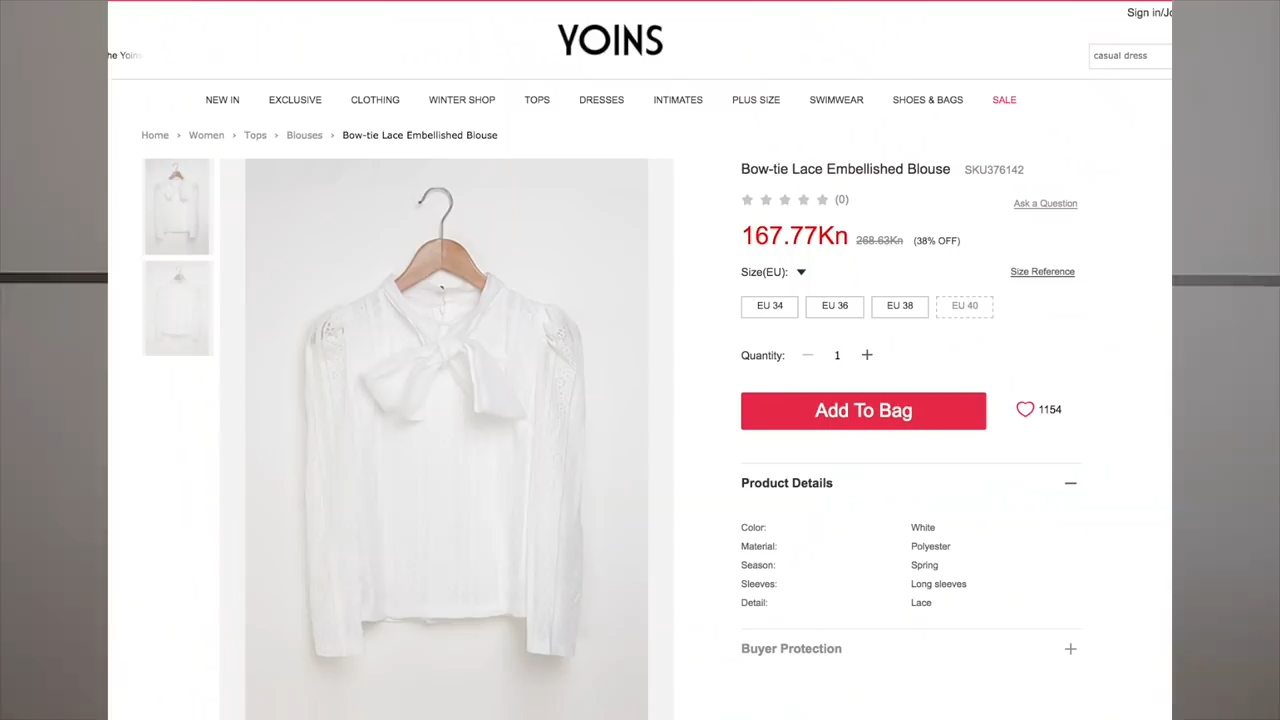 Sign in/Jo
YOINS
he Yoins
casual dress
NEW IN EXCLUSIVE CLOTHING WINTER SHOP TOPS DRESSES INTIMATES PLUS SIZE SWIMWEAR SHOES & BAGS SALE
Home › Women › Tops › Blouses › Bow-tie Lace Embellished Blouse
Bow-tie Lace Embellished Blouse SKU376142
(0)
Ask a Question
167.77Kn 268.63Kn (38% OFF)
Size(EU):
Size Reference
EU 34 EU 36 EU 38 EU 40
Quantity: − 1 +
Add To Bag
1154
Product Details −
Color: White
Material: Polyester
Season: Spring
Sleeves: Long sleeves
Detail: Lace
Buyer Protection +